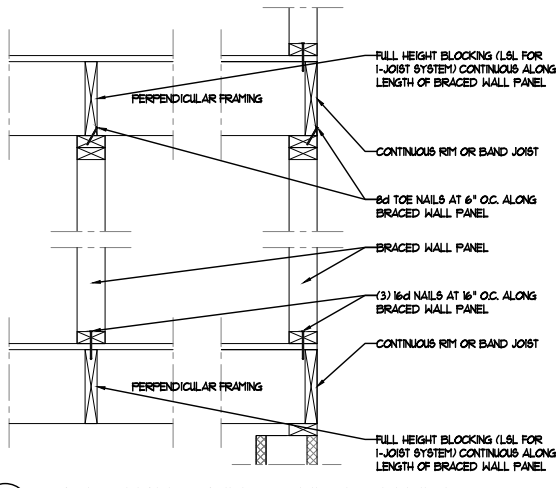 FULL HEIGHT BLOCKING (LSL FOR
I-JOIST SYSTEM) CONTINUOUS ALONG
LENGTH OF BRACED WALL PANEL
PERPENDICULAR FRAMING
CONTINUOUS RIM OR BAND JOIST
8d TOE NAILS AT 6" O.C. ALONG
BRACED WALL PANEL
BRACED WALL PANEL
(3) 16d NAILS AT 16" O.C. ALONG
BRACED WALL PANEL
CONTINUOUS RIM OR BAND JOIST
PERPENDICULAR FRAMING
FULL HEIGHT BLOCKING (LSL FOR
I-JOIST SYSTEM) CONTINUOUS ALONG
LENGTH OF BRACED WALL PANEL